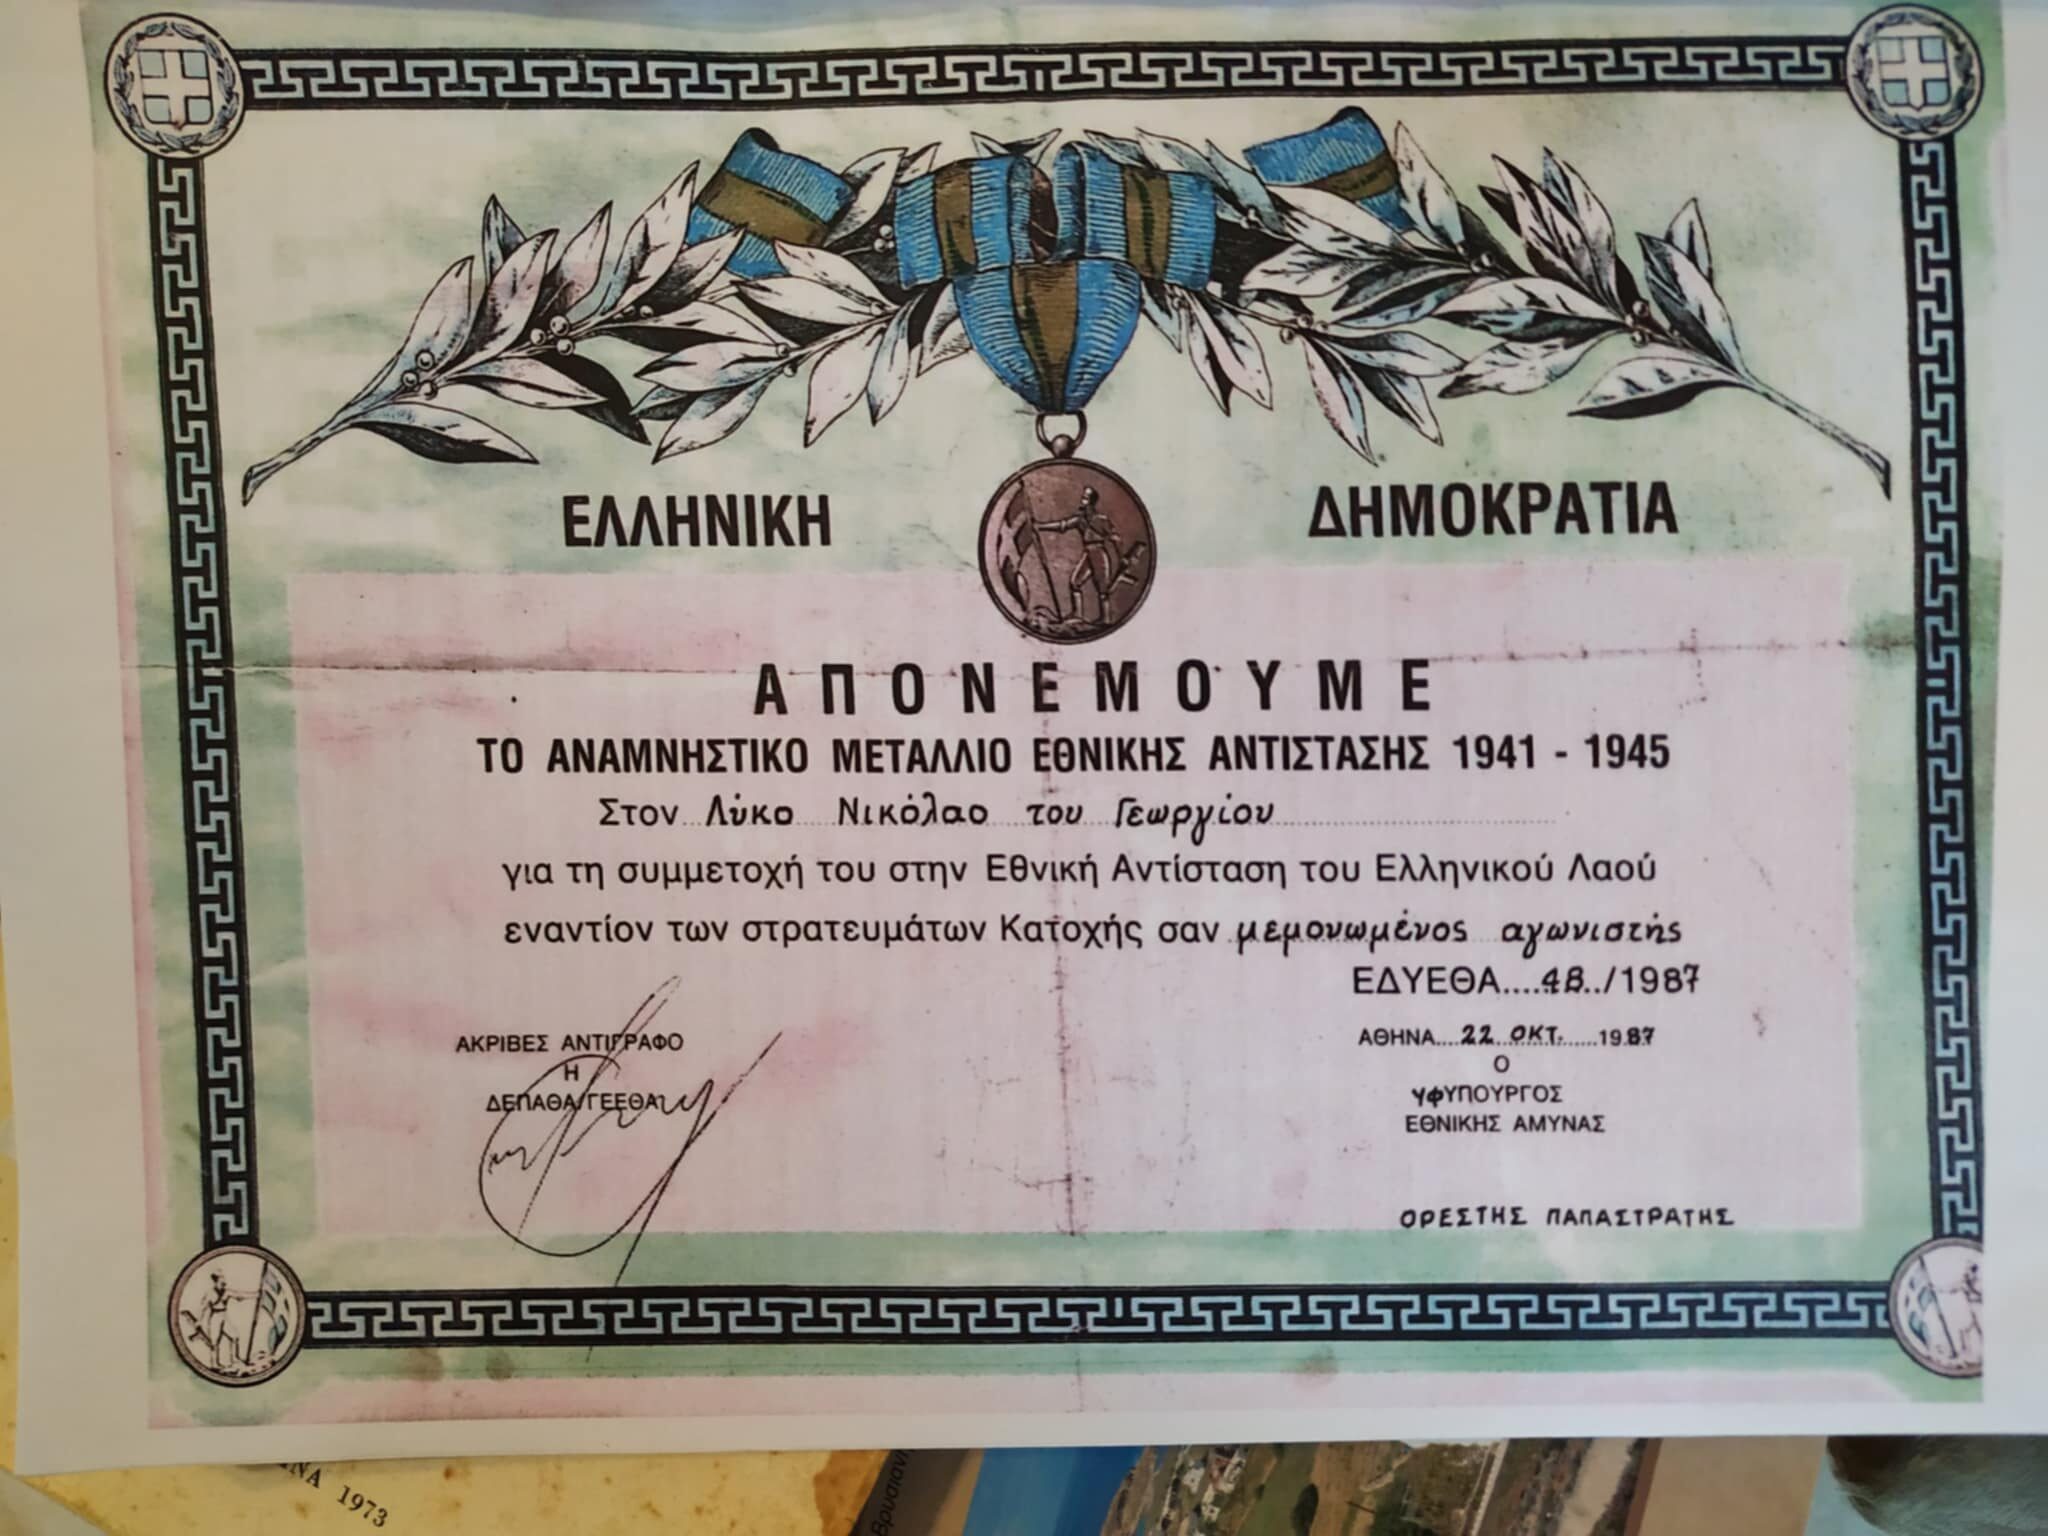 ΕΛΛΗΝΙΚΗ ΔΗΜΟΚΡΑΤΙΑ
ΑΠΟΝΕΜΟΥΜΕ
ΤΟ ΑΝΑΜΝΗΣΤΙΚΟ ΜΕΤΑΛΛΙΟ ΕΘΝΙΚΗΣ ΑΝΤΙΣΤΑΣΗΣ 1941 - 1945
Στον Λύκο Νικόλαο του Γεωργίου
για τη συμμετοχή του στην Εθνική Αντίσταση του Ελληνικού Λαού
εναντίον των στρατευμάτων Κατοχής σαν μεμονωμένος αγωνιστής
ΕΔΥΕΘΑ....4Β../1987
ΑΚΡΙΒΕΣ ΑΝΤΙΓΡΑΦΟ
Η
ΔΕΠΑΘΑ/ΓΕΕΘΑ
ΑΘΗΝΑ....22 ΟΚΤ.......1987
Ο
ΥΦΥΠΟΥΡΓΟΣ
ΕΘΝΙΚΗΣ ΑΜΥΝΑΣ
ΟΡΕΣΤΗΣ ΠΑΠΑΣΤΡΑΤΗΣ
1973